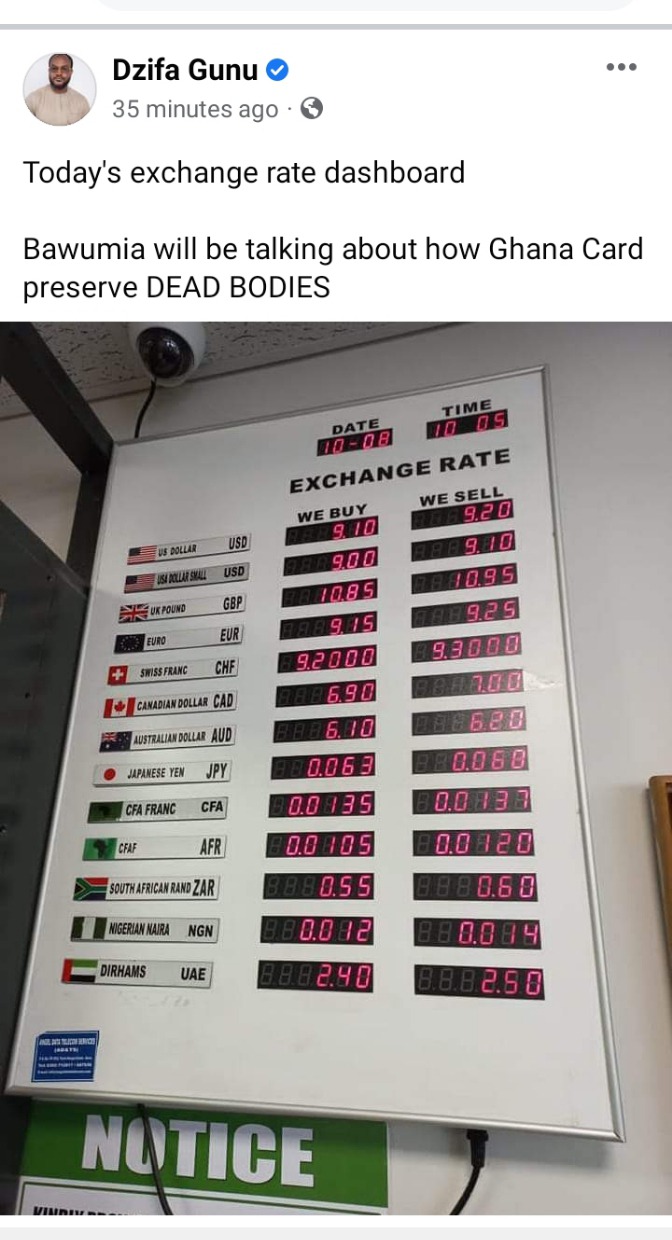 Dzifa Gunu
35 minutes ago ·
Today's exchange rate dashboard
Bawumia will be talking about how Ghana Card
preserve DEAD BODIES
DATE TIME
10-08 10 05
EXCHANGE RATE
WE BUY WE SELL
US DOLLAR USD 9.10 9.20
USA DOLLAR SMALL USD 9.00 9.10
UK POUND GBP 10.85 10.95
EURO EUR 9.15 9.25
SWISS FRANC CHF 9.2000 9.3000
CANADIAN DOLLAR CAD 6.90 7.00
AUSTRALIAN DOLLAR AUD 6.10 6.20
JAPANESE YEN JPY 0.063 0.068
CFA FRANC CFA 0.0135 0.0137
CFAF AFR 0.0105 0.0120
SOUTH AFRICAN RAND ZAR 0.55 0.60
NIGERIAN NAIRA NGN 0.012 0.014
DIRHAMS UAE 2.40 2.50
NOTICE
KINDLY